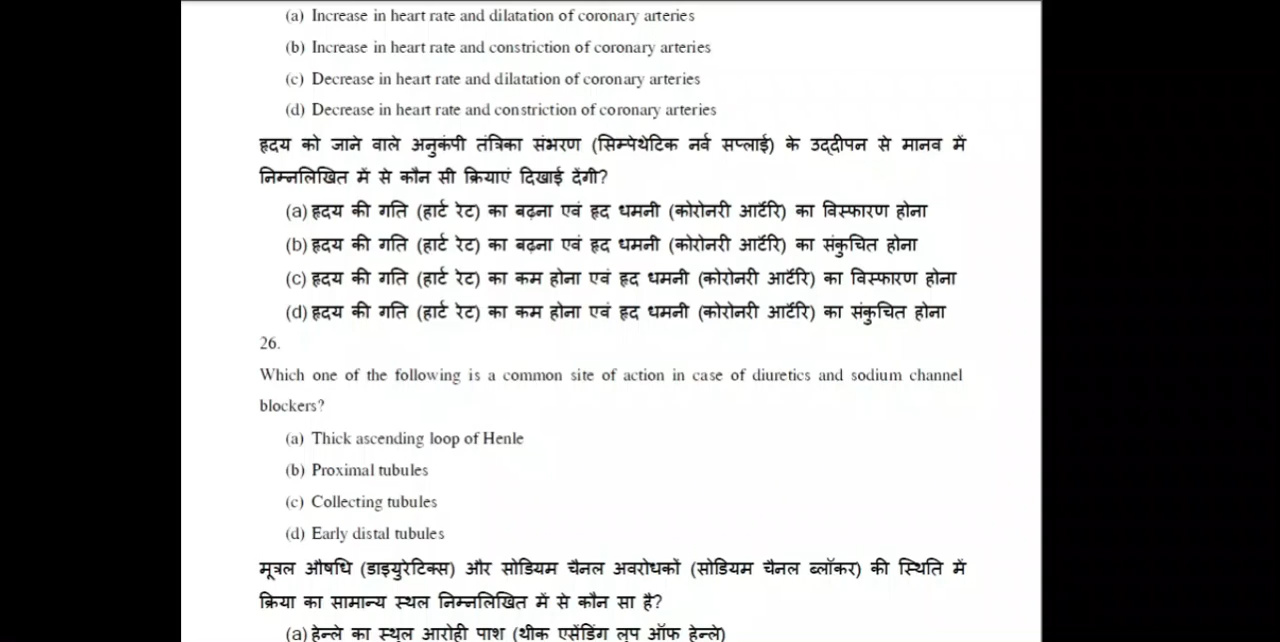 (a) Increase in heart rate and dilatation of coronary arteries
(b) Increase in heart rate and constriction of coronary arteries
(c) Decrease in heart rate and dilatation of coronary arteries
(d) Decrease in heart rate and constriction of coronary arteries
हृदय को जाने वाले अनुकंपी तंत्रिका संभरण (सिम्पेथेटिक नर्व सप्लाई) के उद्दीपन से मानव में
निम्नलिखित में से कौन सी क्रियाएं दिखाई देंगी?
(a) हृदय की गति (हार्ट रेट) का बढ़ना एवं हृद धमनी (कोरोनरी आर्टेरि) का विस्फारण होना
(b) हृदय की गति (हार्ट रेट) का बढ़ना एवं हृद धमनी (कोरोनरी आर्टेरि) का संकुचित होना
(c) हृदय की गति (हार्ट रेट) का कम होना एवं हृद धमनी (कोरोनरी आर्टेरि) का विस्फारण होना
(d) हृदय की गति (हार्ट रेट) का कम होना एवं हृद धमनी (कोरोनरी आर्टेरि) का संकुचित होना
26.
Which one of the following is a common site of action in case of diuretics and sodium channel
blockers?
(a) Thick ascending loop of Henle
(b) Proximal tubules
(c) Collecting tubules
(d) Early distal tubules
मूत्रल औषधि (डाइयुरेटिक्स) और सोडियम चैनल अवरोधकों (सोडियम चैनल ब्लॉकर) की स्थिति में
क्रिया का सामान्य स्थल निम्नलिखित में से कौन सा है?
(a) हेन्ले का स्थूल आरोही पाश (थीक एसेंडिंग लूप ऑफ हेन्ले)